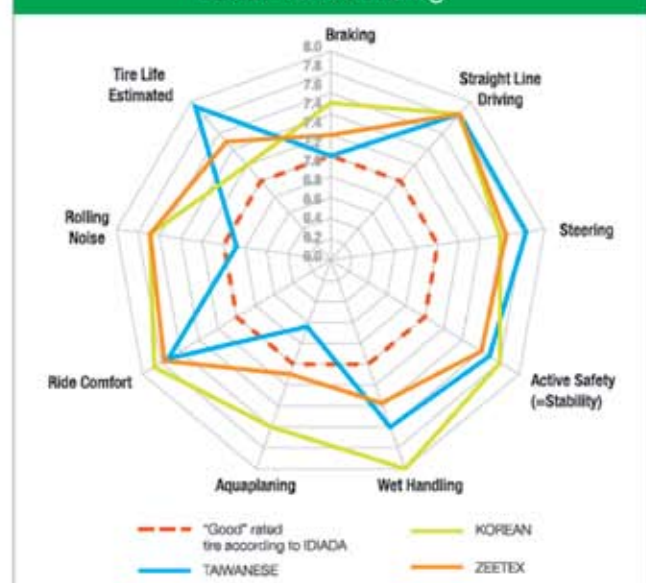 Braking
Straight Line
Driving
Steering
Active Safety
(=Stability)
Wet Handling
Aquaplaning
Ride Comfort
Rolling
Noise
Tire Life
Estimated
8.0
7.8
7.6
7.4
7.2
7.0
6.8
6.6
6.4
6.2
6.0
"Good" rated
tire according to IDIADA
TAIWANESE
KOREAN
ZEETEX